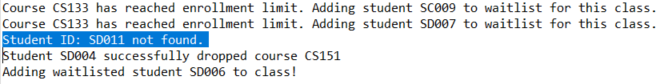 Course CS133 has reached enrollment limit. Adding student SC009 to waitlist for this class.
Course CS133 has reached enrollment limit. Adding student SD007 to waitlist for this class.
Student ID: SD011 not found.
Student SD004 successfully dropped course CS151
Adding waitlisted student SD006 to class!